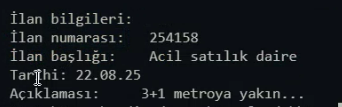 İlan bilgileri:
İlan numarası: 254158
İlan başlığı: Acil satılık daire
Tarihi: 22.08.25
Açıklaması: 3+1 metroya yakın...